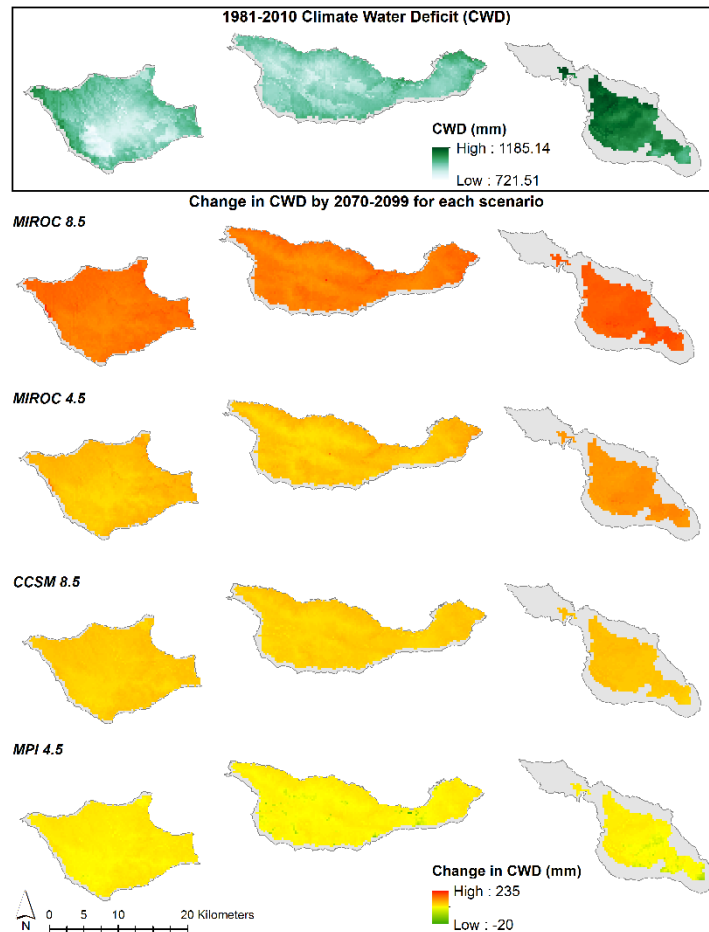 1981-2010 Climate Water Deficit (CWD)
CWD (mm)
High : 1185.14
Low : 721.51
Change in CWD by 2070-2099 for each scenario
MIROC 8.5
MIROC 4.5
CCSM 8.5
MPI 4.5
Change in CWD (mm)
High : 235
Low : -20
N
0 5 10 20 Kilometers